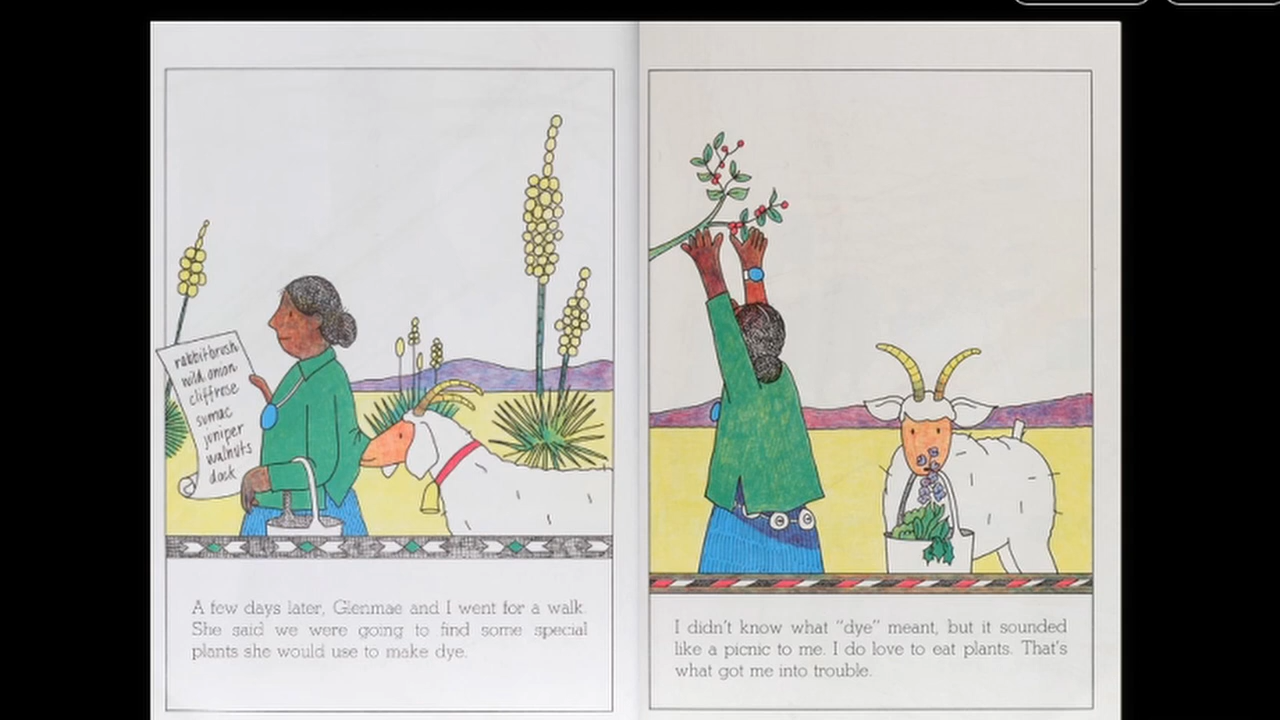 rabbitbrush
wild onion
cliffrose
sumac
juniper
walnuts
dock
A few days later, Glenmae and I went for a walk.
She said we were going to find some special
plants she would use to make dye.
I didn't know what "dye" meant, but it sounded
like a picnic to me. I do love to eat plants. That's
what got me into trouble.